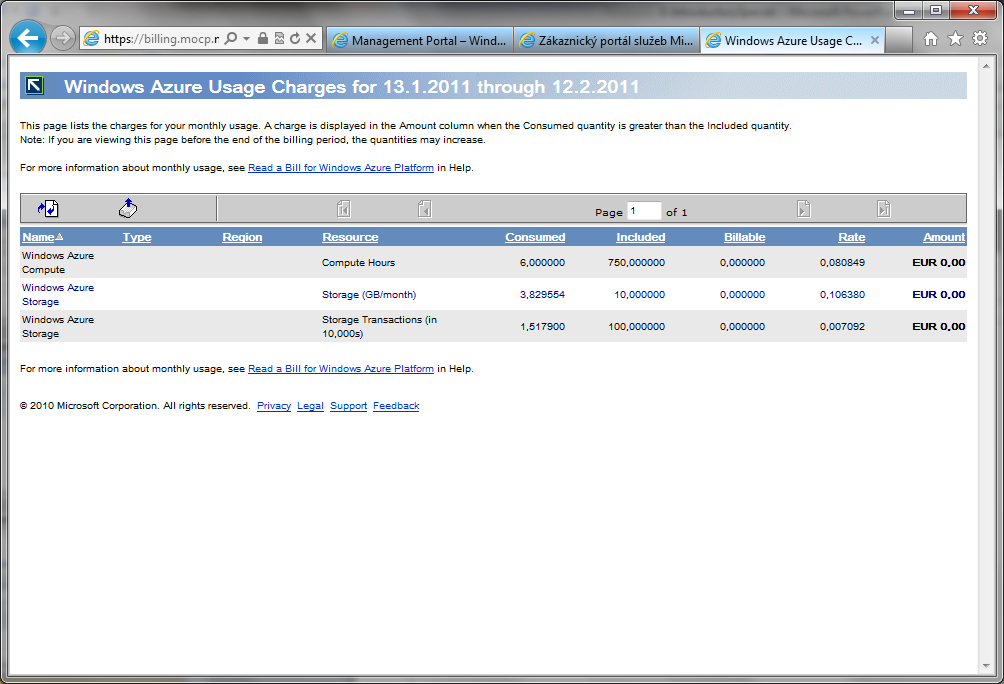 https://billing.mocp.r
Management Portal – Wind...
Zákaznický portál služeb Mi...
Windows Azure Usage C...
Windows Azure Usage Charges for 13.1.2011 through 12.2.2011
This page lists the charges for your monthly usage. A charge is displayed in the Amount column when the Consumed quantity is greater than the Included quantity.
Note: If you are viewing this page before the end of the billing period, the quantities may increase.
For more information about monthly usage, see Read a Bill for Windows Azure Platform in Help.
Page 1 of 1
Name Type Region Resource Consumed Included Billable Rate Amount
Windows Azure Compute Compute Hours 6,000000 750,000000 0,000000 0,080849 EUR 0,00
Windows Azure Storage Storage (GB/month) 3,829554 10,000000 0,000000 0,106380 EUR 0,00
Windows Azure Storage Storage Transactions (in 10,000s) 1,517900 100,000000 0,000000 0,007092 EUR 0,00
For more information about monthly usage, see Read a Bill for Windows Azure Platform in Help.
© 2010 Microsoft Corporation. All rights reserved. Privacy Legal Support Feedback